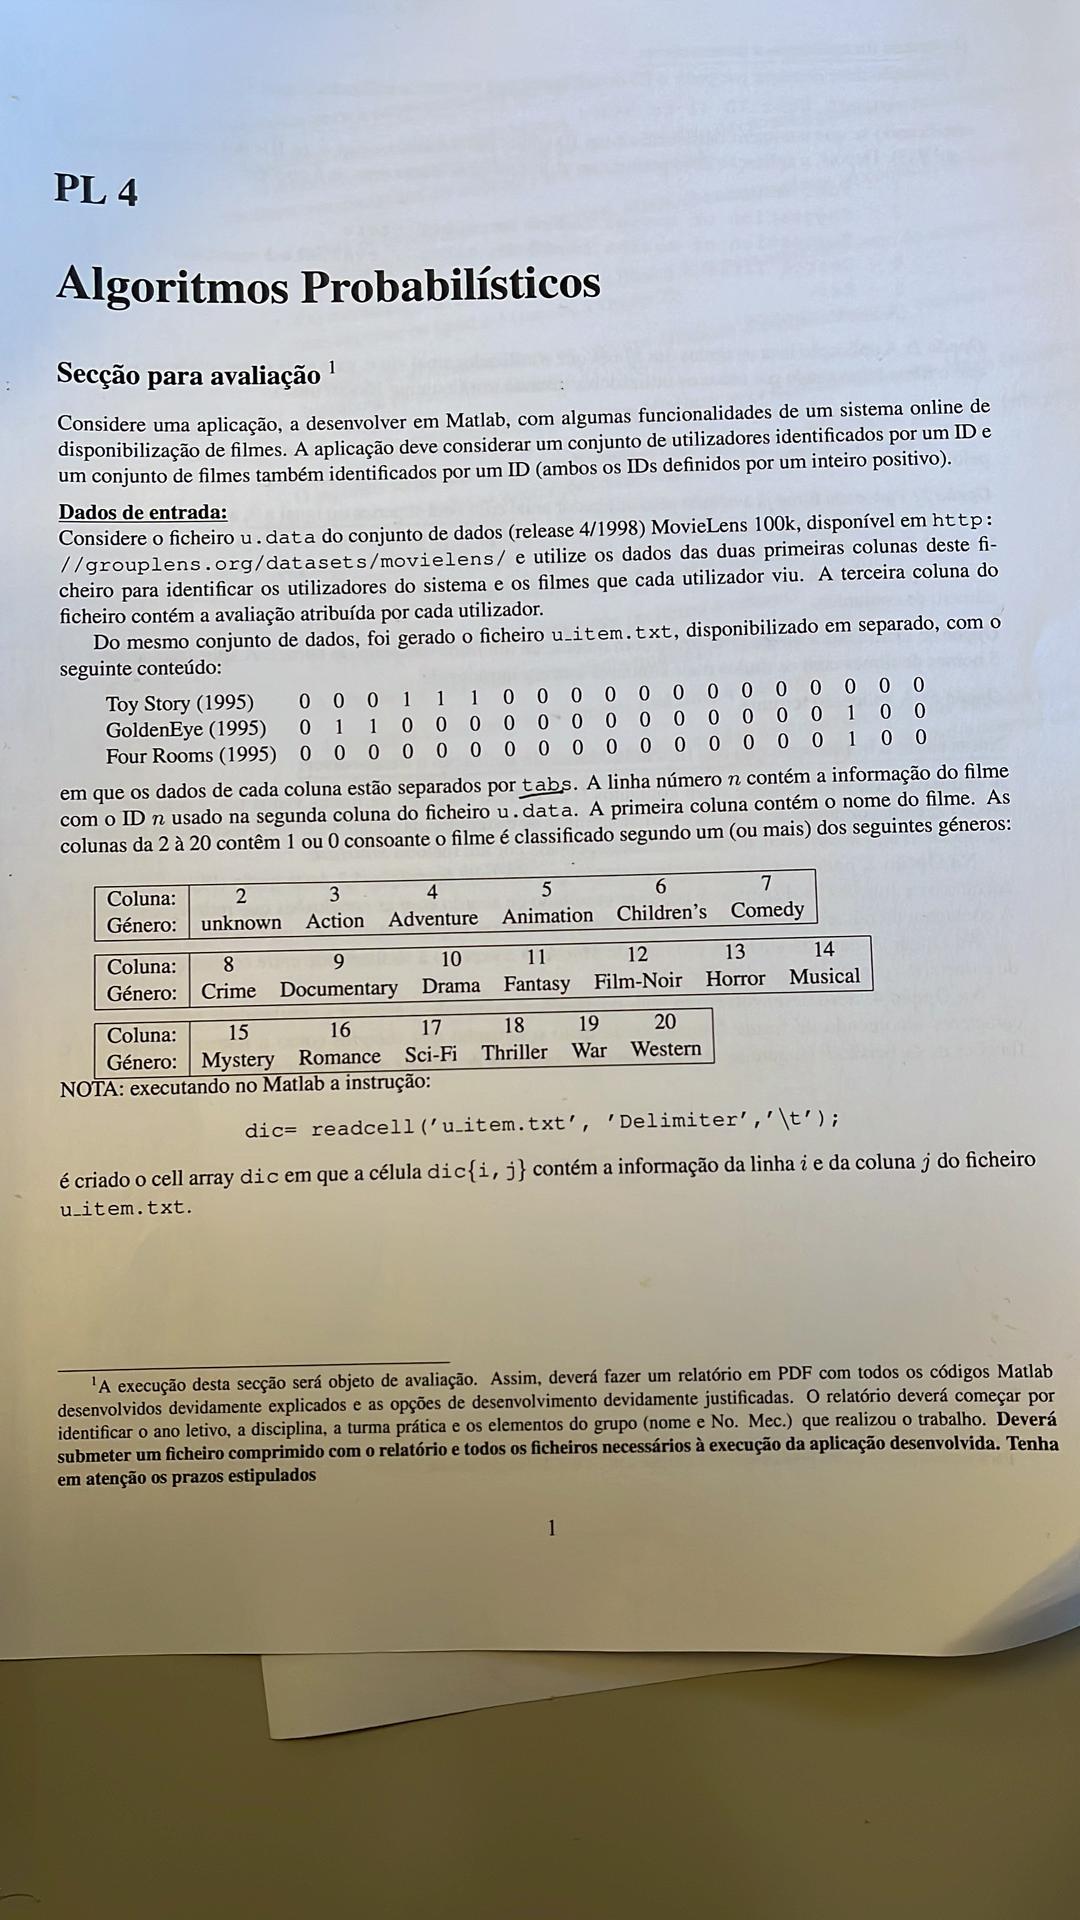 PL 4
Algoritmos Probabilísticos
Secção para avaliação 1
Considere uma aplicação, a desenvolver em Matlab, com algumas funcionalidades de um sistema online de
disponibilização de filmes. A aplicação deve considerar um conjunto de utilizadores identificados por um ID e
um conjunto de filmes também identificados por um ID (ambos os IDs definidos por um inteiro positivo).
Dados de entrada:
Considere o ficheiro u.data do conjunto de dados (release 4/1998) MovieLens 100k, disponível em http:
//grouplens.org/datasets/movielens/ e utilize os dados das duas primeiras colunas deste fi-
cheiro para identificar os utilizadores do sistema e os filmes que cada utilizador viu. A terceira coluna do
ficheiro contém a avaliação atribuída por cada utilizador.
Do mesmo conjunto de dados, foi gerado o ficheiro u_item.txt, disponibilizado em separado, com o
seguinte conteúdo:
Toy Story (1995) 0 0 0 1 1 1 0 0 0 0 0 0 0 0 0 0 0 0 0
GoldenEye (1995) 0 1 1 0 0 0 0 0 0 0 0 0 0 0 0 0 1 0 0
Four Rooms (1995) 0 0 0 0 0 0 0 0 0 0 0 0 0 0 0 0 1 0 0
em que os dados de cada coluna estão separados por tabs. A linha número n contém a informação do filme
com o ID n usado na segunda coluna do ficheiro u.data. A primeira coluna contém o nome do filme. As
colunas da 2 à 20 contêm 1 ou 0 consoante o filme é classificado segundo um (ou mais) dos seguintes géneros:
Coluna: 2 3 4 5 6 7
Género: unknown Action Adventure Animation Children's Comedy
Coluna: 8 9 10 11 12 13 14
Género: Crime Documentary Drama Fantasy Film-Noir Horror Musical
Coluna: 15 16 17 18 19 20
Género: Mystery Romance Sci-Fi Thriller War Western
NOTA: executando no Matlab a instrução:
dic= readcell('u_item.txt', 'Delimiter','\t');
é criado o cell array dic em que a célula dic{i,j} contém a informação da linha i e da coluna j do ficheiro
u_item.txt.
1A execução desta secção será objeto de avaliação. Assim, deverá fazer um relatório em PDF com todos os códigos Matlab
desenvolvidos devidamente explicados e as opções de desenvolvimento devidamente justificadas. O relatório deverá começar por
identificar o ano letivo, a disciplina, a turma prática e os elementos do grupo (nome e No. Mec.) que realizou o trabalho. Deverá
submeter um ficheiro comprimido com o relatório e todos os ficheiros necessários à execução da aplicação desenvolvida. Tenha
em atenção os prazos estipulados
1